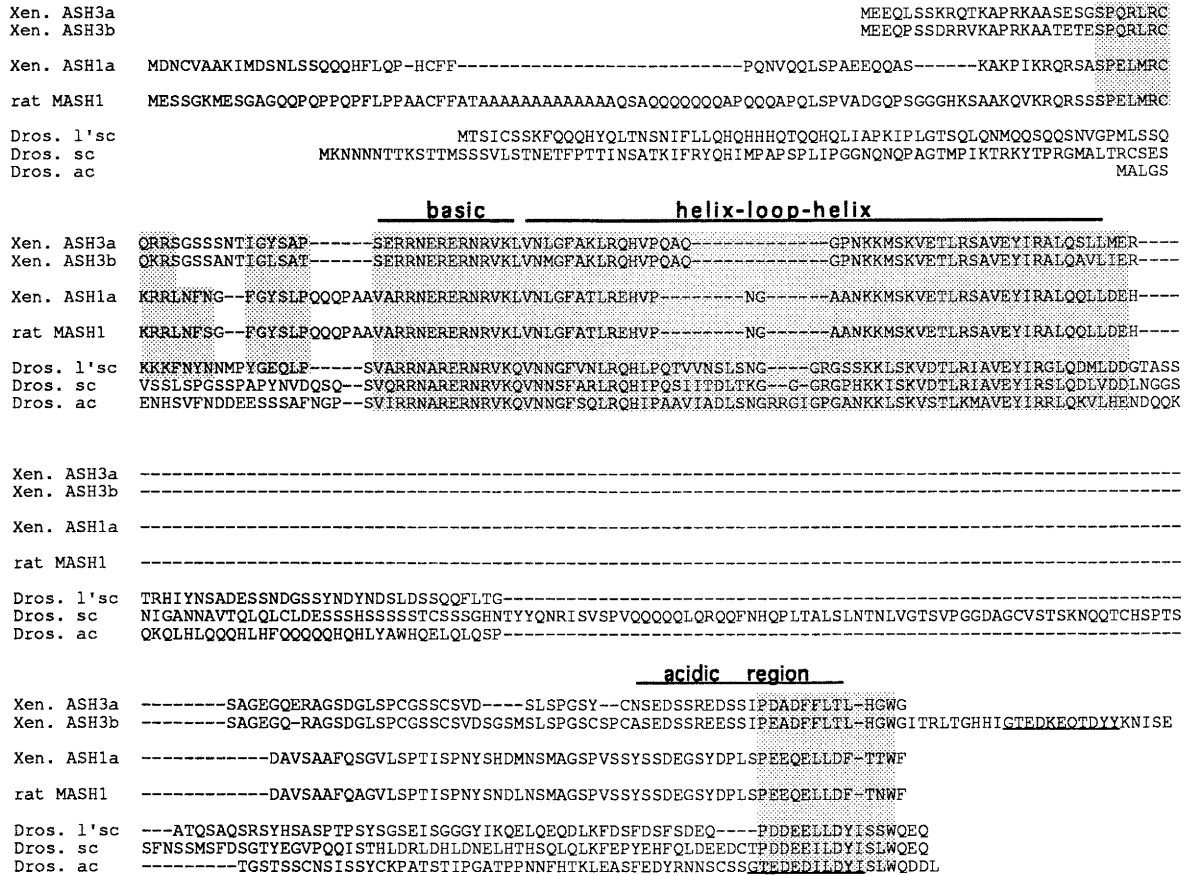 Xen. ASH3a MEEQLSSKRQTKAPRKAASESGSPQRLRC
Xen. ASH3b MEEQPSSDRRVKAPRKAATETESPQRLRC
Xen. ASH1a MDNCVAAKIMDSNLSSQQQHFLQP-HCFF---------------------------PQNVQQLSPAEEQQAS------KAKPIKRQRSASPELMRC
rat MASH1 MESSGKMESGAGQQPQPPQPFLPPAACFFATAAAAAAAAAAAAAQSAQQQQQQQAPQQQAPQLSPVADGQPSGGGHKSAAKQVKRQRSSSPELMRC
Dros. l'sc MTSICSSKFQQQHYQLTNSNIFLLQHQHHHQTQQHQLIAPKIPLGTSQLQNMQQSQQSNVGPMLSSQ
Dros. sc MKNNNNTTKSTTMSSSVLSTNETFPTTINSATKIFRYQHIMPAPSPLIPGGNQNQPAGTMPIKTRKYTPRGMALTRCSES
Dros. ac MALGS
basic helix-loop-helix
Xen. ASH3a QRRSGSSSNTIGYSAP------SERRNERERNRVKLVNLGFAKLRQHVPQAQ-------------GPNKKMSKVETLRSAVEYIRALQSLLMER----
Xen. ASH3b QKRSGSSANTIGLSAT------SERRNERERNRVKLVNMGFAKLRQHVPQAQ-------------GPNKKMSKVETLRSAVEYIRALQAVLIER----
Xen. ASH1a KRRLNFNG--FGYSLPQQQPAAVARRNERERNRVKLVNLGFATLREHVP--------NG-------AANKKMSKVETLRSAVEYIRALQQLLDEH----
rat MASH1 KRRLNFSG--FGYSLPQQQPAAVARRNERERNRVKLVNLGFATLREHVP--------NG-------AANKKMSKVETLRSAVEYIRALQQLLDEH----
Dros. l'sc KKKFNYNNMPYGEQLP------SVARRNARERNRVKQVNNGFVNLRQHLPQTVVNSLSNG----GRGSSKKLSKVDTLRIAVEYIRGLQDMLDDGTASS
Dros. sc VSSLSPGSSPAPYNVDQSQ---SVQRRNARERNRVKQVNNSFARLRQHIPQSIITDLTKG--G-GRGPHKKISKVDTLRIAVEYIRSLQDLVDDLNGGS
Dros. ac ENHSVFNDDEESSSAFNGP---SVIRRNARERNRVKQVNNGFSQLRQHIPAAVIADLSNGRRGIGPGANKKLSKVSTLKMAVEYIRRLQKVLHENDQQK
Xen. ASH3a ----------------------------------------------------------------------------------------------------
Xen. ASH3b ----------------------------------------------------------------------------------------------------
Xen. ASH1a ----------------------------------------------------------------------------------------------------
rat MASH1 ----------------------------------------------------------------------------------------------------
Dros. l'sc TRHIYNSADESSNDGSSYNDYNDSLDSSQQFLTG----------------------------------------------------------------
Dros. sc NIGANNAVTQLQLCLDESSSHSSSSSTCSSSGHNTYYQNRISVSPVQQQQQLQRQQFNHQPLTALSLNTNLVGTSVPGGDAGCVSTSKNQQTCHSPTS
Dros. ac QKQLHLQQQHLHFQQQQQHQHLYAWHQELQLQSP----------------------------------------------------------------
acidic region
Xen. ASH3a --------SAGEGQERAGSDGLSPCGSSCSVD----SLSPGSY-CNSEDSSREDSSIPDADFFLTL-HGWG
Xen. ASH3b --------SAGEGQ-RAGSDGLSPCGSSCSVDSGSMSLSPGSCSPCASEDSSREESSIPEADFFLTL-HGWGITRLTGHHIGTEDKEQTDYYKNISE
Xen. ASH1a ------------DAVSAAFQSGVLSPTISPNYSHDMNSMAGSPVSSYSSDEGSYDPLSPEEQELLDF-TTWF
rat MASH1 ------------DAVSAAFQAGVLSPTISPNYSNDLNSMAGSPVSSYSSDEGSYDPLSPEEQELLDF-TNWF
Dros. l'sc ---ATQSAQSRSYHSASPTPSYSGSEISGGGYIKQELQEQDLKFDSFDSFSDEQ----PDDEELLDYISSWQEQ
Dros. sc SFNSSMSFDSGTYEGVPQQISTHLDRLDHLDNELHTHSQLQLKFEPYEHFQLDEEDCTPDDEEILDYISLWQEQ
Dros. ac ------------TGSTSSCNSISSYCKPATSTIPGATPPNNFHTKLEASFEDYRNNSCSSGTEDEDILDYISLWQDDL